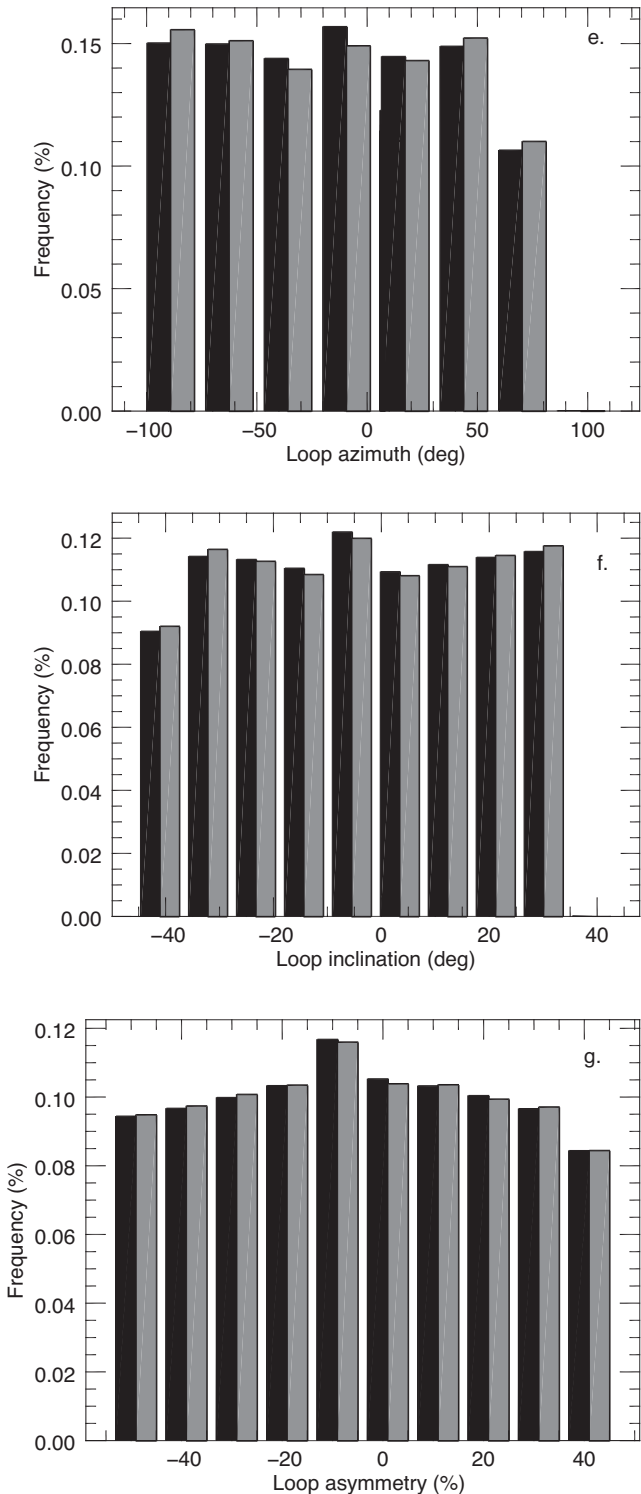 e.
0.15
0.10
0.05
0.00
Frequency (%)
−100 −50 0 50 100
Loop azimuth (deg)
f.
0.12
0.10
0.08
0.06
0.04
0.02
0.00
Frequency (%)
−40 −20 0 20 40
Loop inclination (deg)
g.
0.12
0.10
0.08
0.06
0.04
0.02
0.00
Frequency (%)
−40 −20 0 20 40
Loop asymmetry (%)